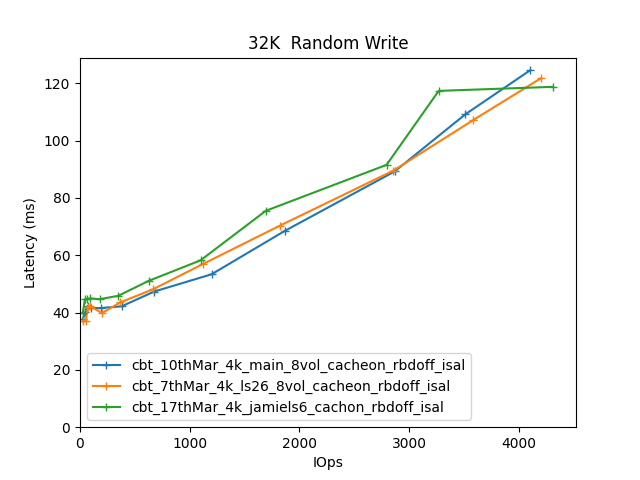 32K  Random Write
120
100
80
60
40
20
0
Latency (ms)
cbt_10thMar_4k_main_8vol_cacheon_rbdoff_isal
cbt_7thMar_4k_ls26_8vol_cacheon_rbdoff_isal
cbt_17thMar_4k_jamiels6_cachon_rbdoff_isal
0 1000 2000 3000 4000
IOps